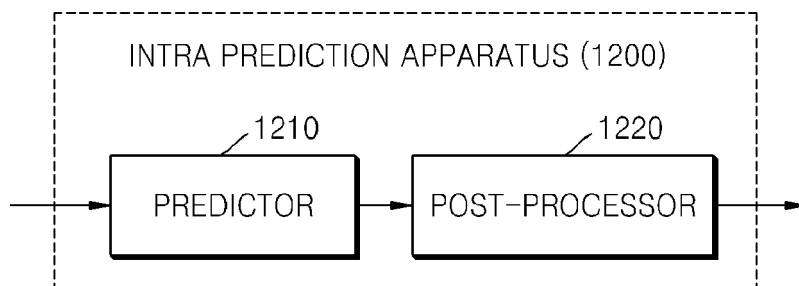 INTRA PREDICTION APPARATUS (1200)
1210
1220
PREDICTOR
POST-PROCESSOR